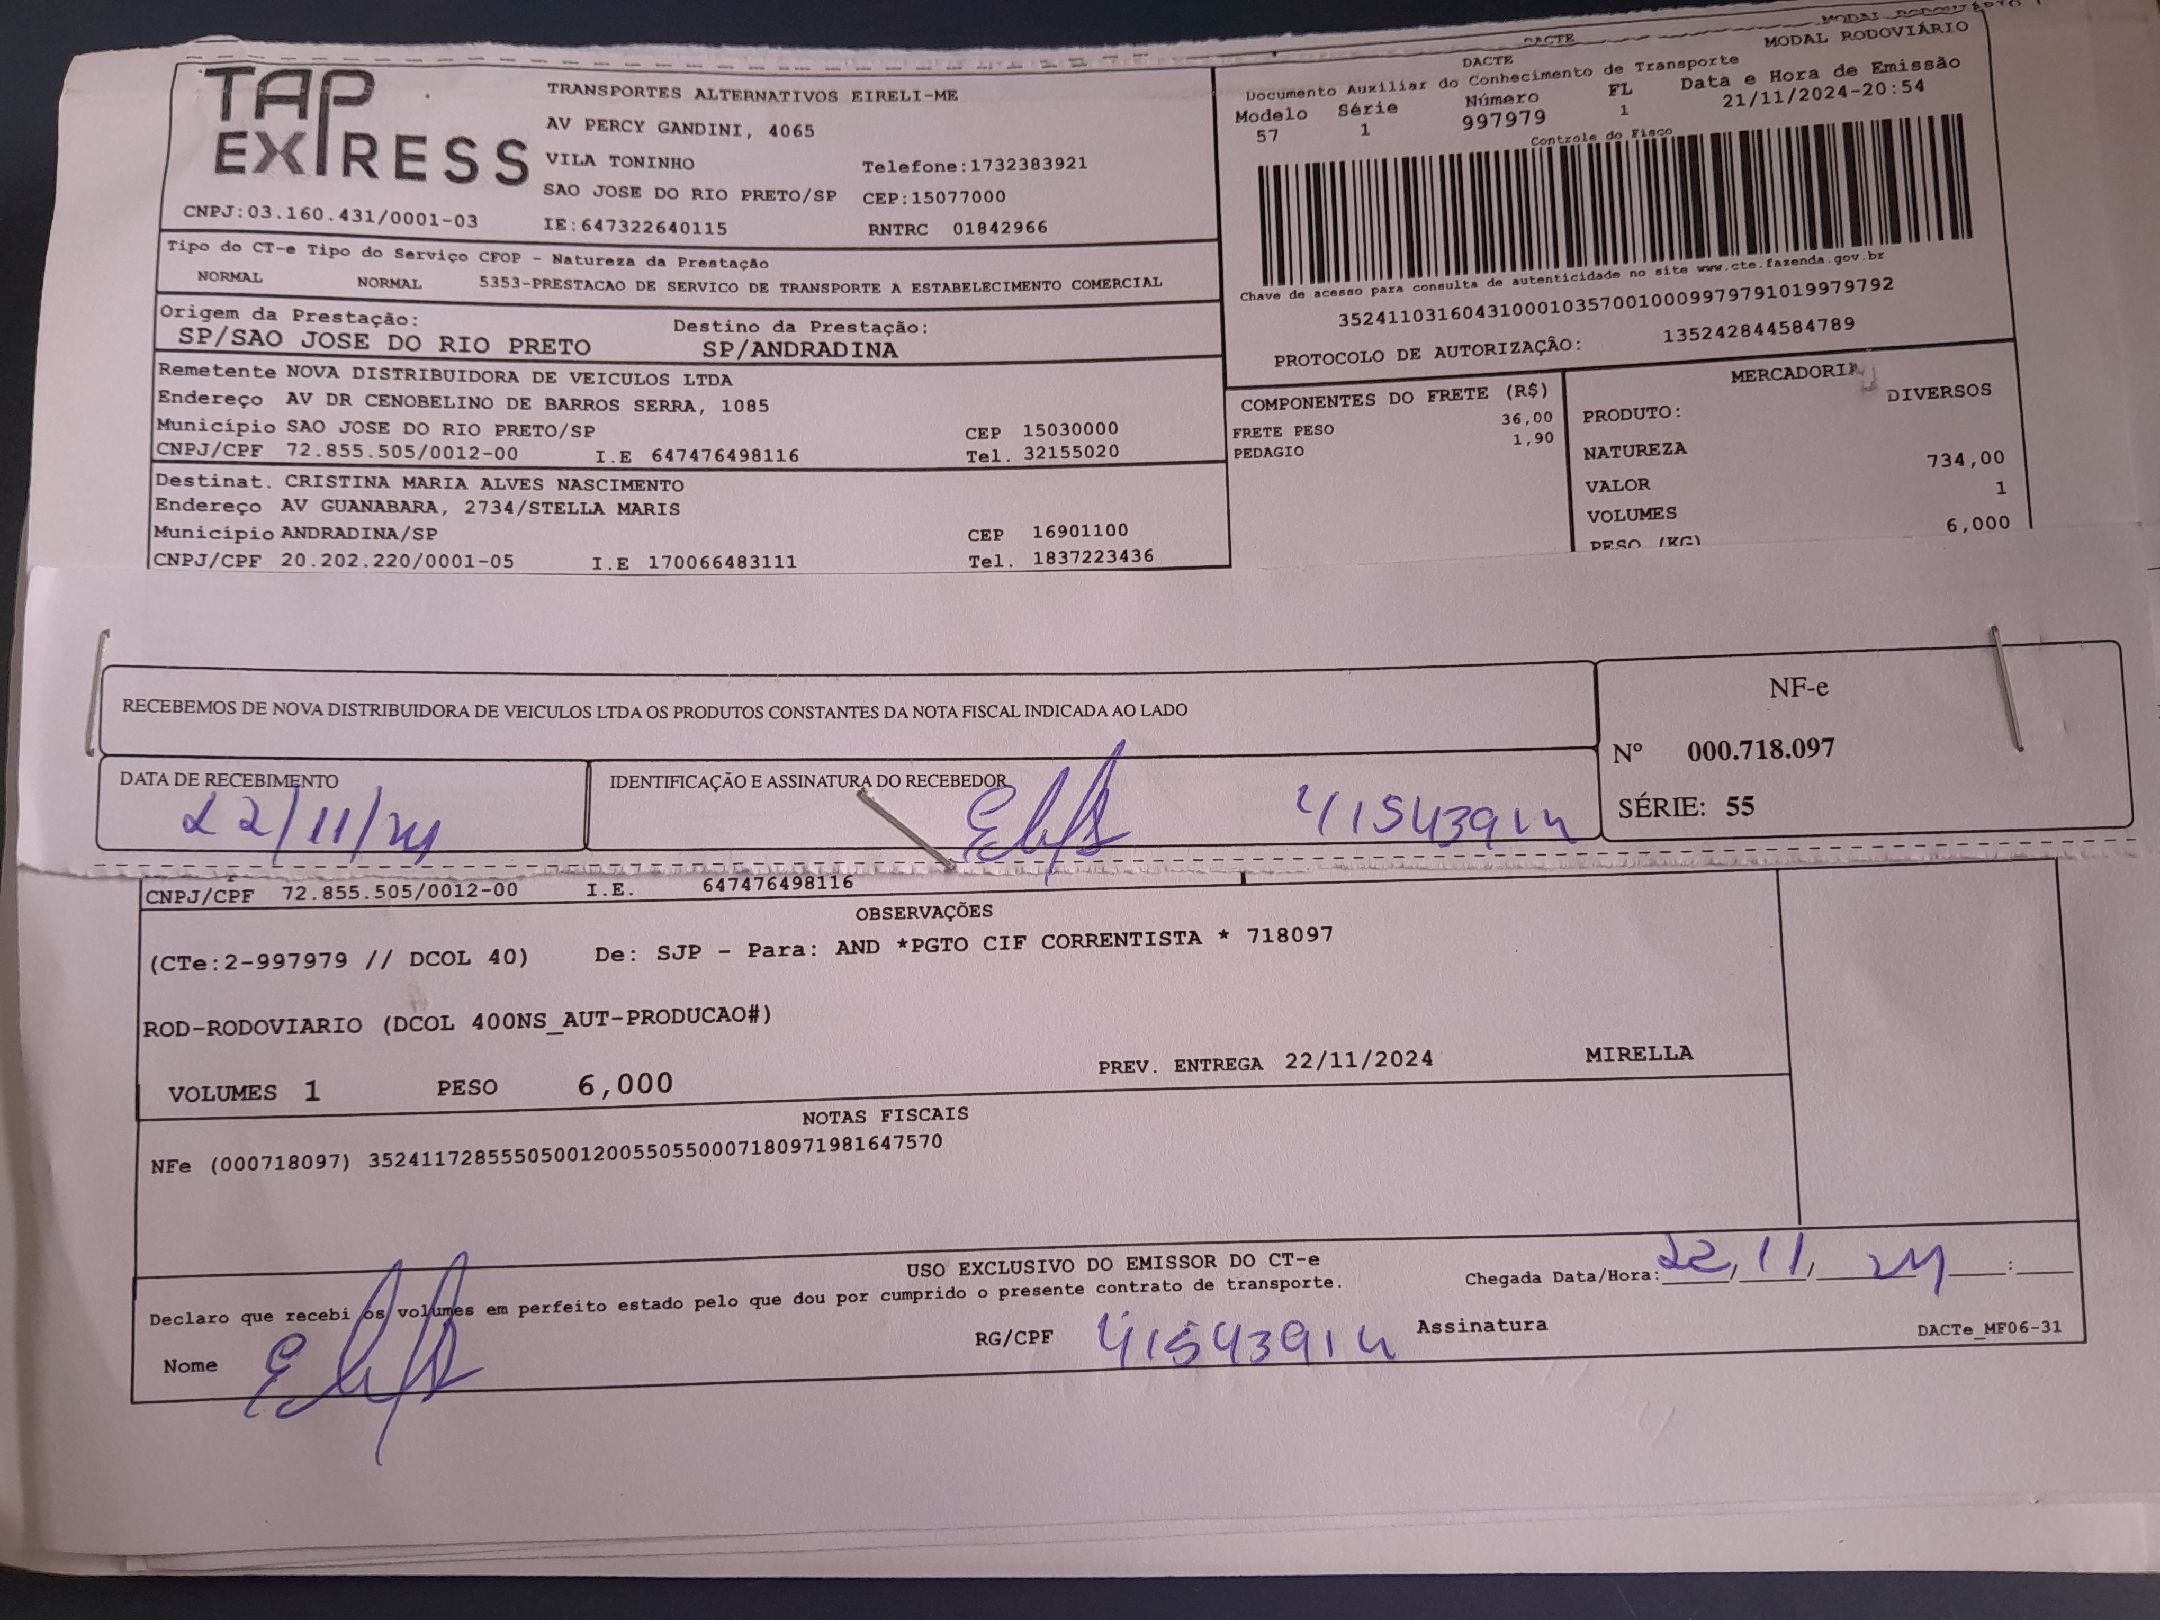 MODAL RODOVIÁRIO
DACTE
TAP EXPRESS
CNPJ:03.160.431/0001-03
TRANSPORTES ALTERNATIVOS EIRELI-ME
AV PERCY GANDINI, 4065
VILA TONINHO Telefone:1732383921
SAO JOSE DO RIO PRETO/SP CEP:15077000
IE:647322640115 RNTRC 01842966
DACTE MODAL RODOVIÁRIO
Documento Auxiliar do Conhecimento de Transporte
Modelo Série Número FL Data e Hora de Emissão
57 1 997979 1 21/11/2024-20:54
Controle do Fisco
Chave de acesso para consulta de autenticidade no site www.cte.fazenda.gov.br
35241103160431000103570010009979791019979792
PROTOCOLO DE AUTORIZAÇÃO: 135242844584789
Tipo do CT-e Tipo do Serviço CFOP - Natureza da Prestação
NORMAL NORMAL 5353-PRESTACAO DE SERVICO DE TRANSPORTE A ESTABELECIMENTO COMERCIAL
Origem da Prestação: Destino da Prestação:
SP/SAO JOSE DO RIO PRETO SP/ANDRADINA
Remetente NOVA DISTRIBUIDORA DE VEICULOS LTDA
Endereço AV DR CENOBELINO DE BARROS SERRA, 1085
Município SAO JOSE DO RIO PRETO/SP CEP 15030000
CNPJ/CPF 72.855.505/0012-00 I.E 647476498116 Tel. 32155020
Destinat. CRISTINA MARIA ALVES NASCIMENTO
Endereço AV GUANABARA, 2734/STELLA MARIS
Município ANDRADINA/SP CEP 16901100
CNPJ/CPF 20.202.220/0001-05 I.E 170066483111 Tel. 1837223436
COMPONENTES DO FRETE (R$)
FRETE PESO 36,00
PEDAGIO 1,90
MERCADORIA
PRODUTO: DIVERSOS
NATUREZA
VALOR 734,00
VOLUMES 1
PESO (KG) 6,000
RECEBEMOS DE NOVA DISTRIBUIDORA DE VEICULOS LTDA OS PRODUTOS CONSTANTES DA NOTA FISCAL INDICADA AO LADO
NF-e
Nº 000.718.097
SÉRIE: 55
DATA DE RECEBIMENTO
22/11/24
IDENTIFICAÇÃO E ASSINATURA DO RECEBEDOR
41543914
CNPJ/CPF 72.855.505/0012-00 I.E. 647476498116
OBSERVAÇÕES
(CTe:2-997979 // DCOL 40) De: SJP - Para: AND *PGTO CIF CORRENTISTA * 718097
ROD-RODOVIARIO (DCOL 400NS_AUT-PRODUCAO#)
VOLUMES 1 PESO 6,000 PREV. ENTREGA 22/11/2024 MIRELLA
NOTAS FISCAIS
NFe (000718097) 35241172855505001200550550007180971981647570
USO EXCLUSIVO DO EMISSOR DO CT-e
Declaro que recebi os volumes em perfeito estado pelo que dou por cumprido o presente contrato de transporte.
Chegada Data/Hora: 22, 11, 24 :
Nome RG/CPF 41543914 Assinatura
DACTe_MF06-31